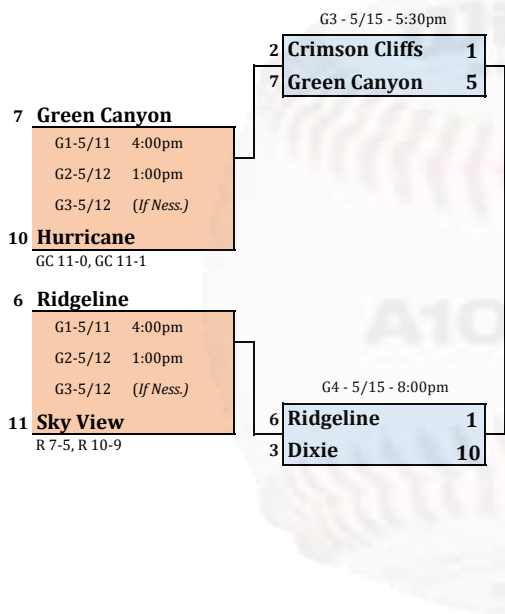 G3 - 5/15 - 5:30pm
2 Crimson Cliffs 1
7 Green Canyon 5
7 Green Canyon
G1-5/11 4:00pm
G2-5/12 1:00pm
G3-5/12 (If Ness.)
10 Hurricane
GC 11-0, GC 11-1
6 Ridgeline
G1-5/11 4:00pm
G2-5/12 1:00pm
G3-5/12 (If Ness.)
11 Sky View
R 7-5, R 10-9
G4 - 5/15 - 8:00pm
6 Ridgeline 1
3 Dixie 10